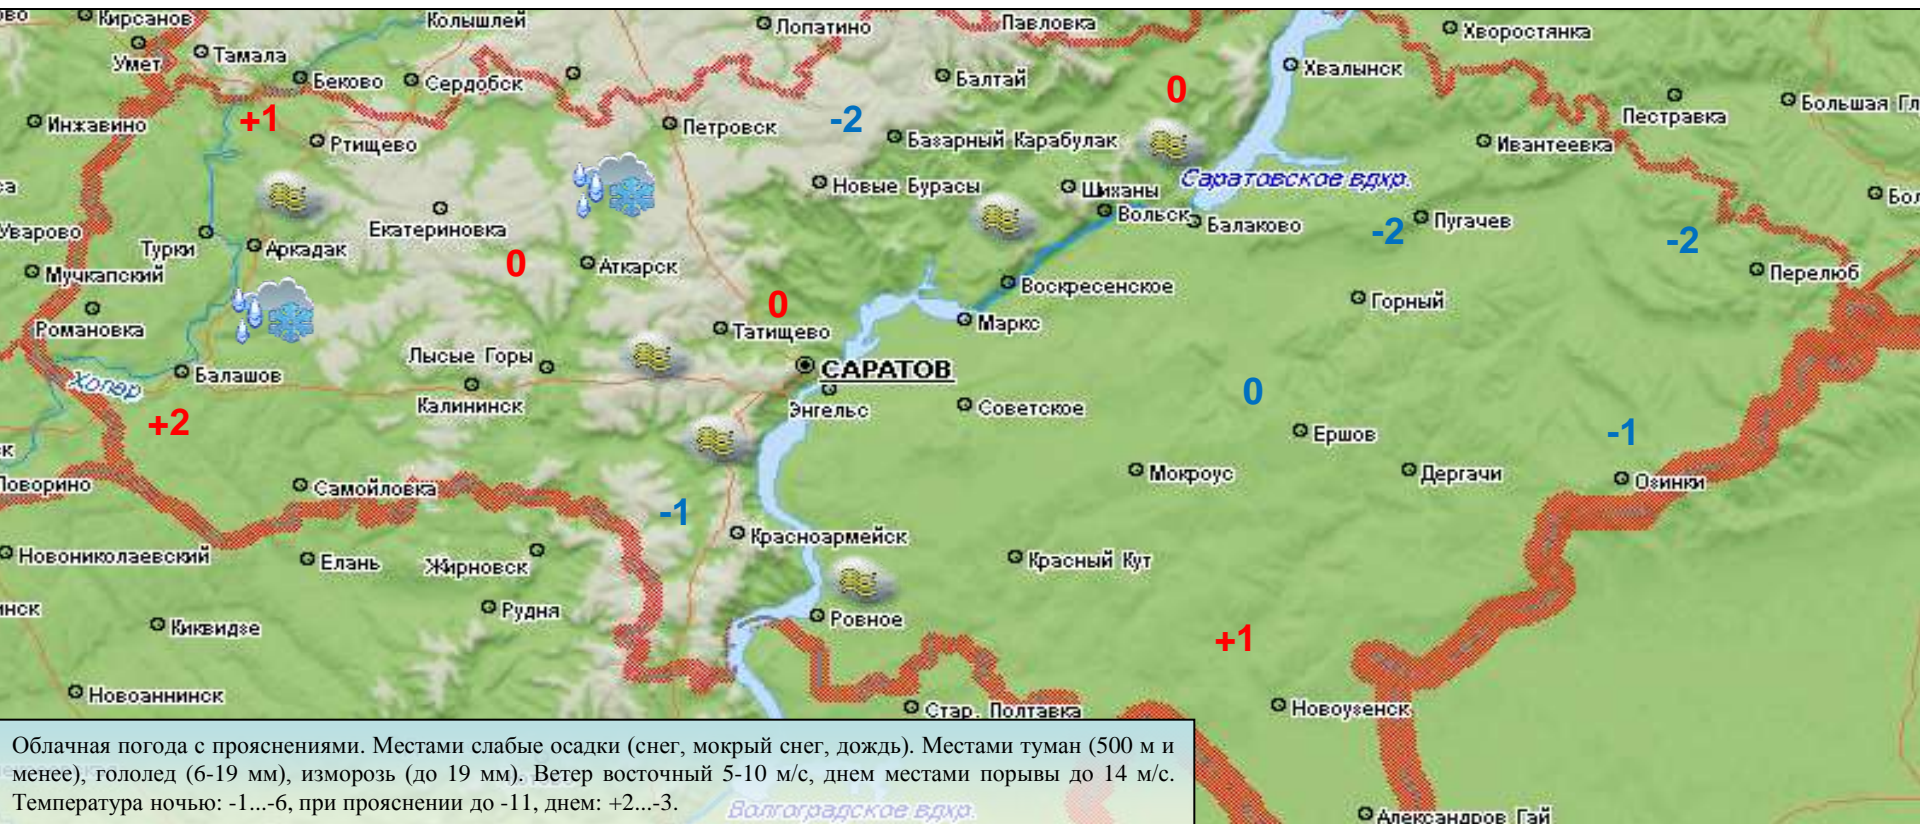 Кирсанов
Колышлей
Лопатино
Павловка
Хворостянка
Умет
Тамала
Беково
Сердобск
Балтай
0
Хвалынск
Пестравка
Большая Гл
Инжавино
+1
Ртищево
Петровск
-2
Базарный Карабулак
Ивантеевка
Новые Бурасы
Шиханы
Саратовское вдхр.
Бол
Уварово
Турки
Аркадак
Екатериновка
Вольск
Балаково
-2
Пугачев
-2
Мучкапский
0
Аткарск
Воскресенское
Горный
Перелюб
Романовка
0
Татищево
Маркс
Лысые Горы
САРАТОВ
Хопер
Балашов
Калининск
Энгельс
Советское
0
+2
Ершов
-1
Поворино
Самойловка
Мокроус
Дергачи
Озинки
-1
Новониколаевский
Елань
Жирновск
Красноармейск
Красный Кут
Рудня
Ровное
Киквидзе
+1
Новоаннинск
Стар. Полтавка
Новоузенск
Облачная погода с прояснениями. Местами слабые осадки (снег, мокрый снег, дождь). Местами туман (500 м и
менее), гололед (6-19 мм), изморозь (до 19 мм). Ветер восточный 5-10 м/с, днем местами порывы до 14 м/с.
Температура ночью: -1...-6, при прояснении до -11, днем: +2...-3.
Волгоградское вдхр.
Александров Гай